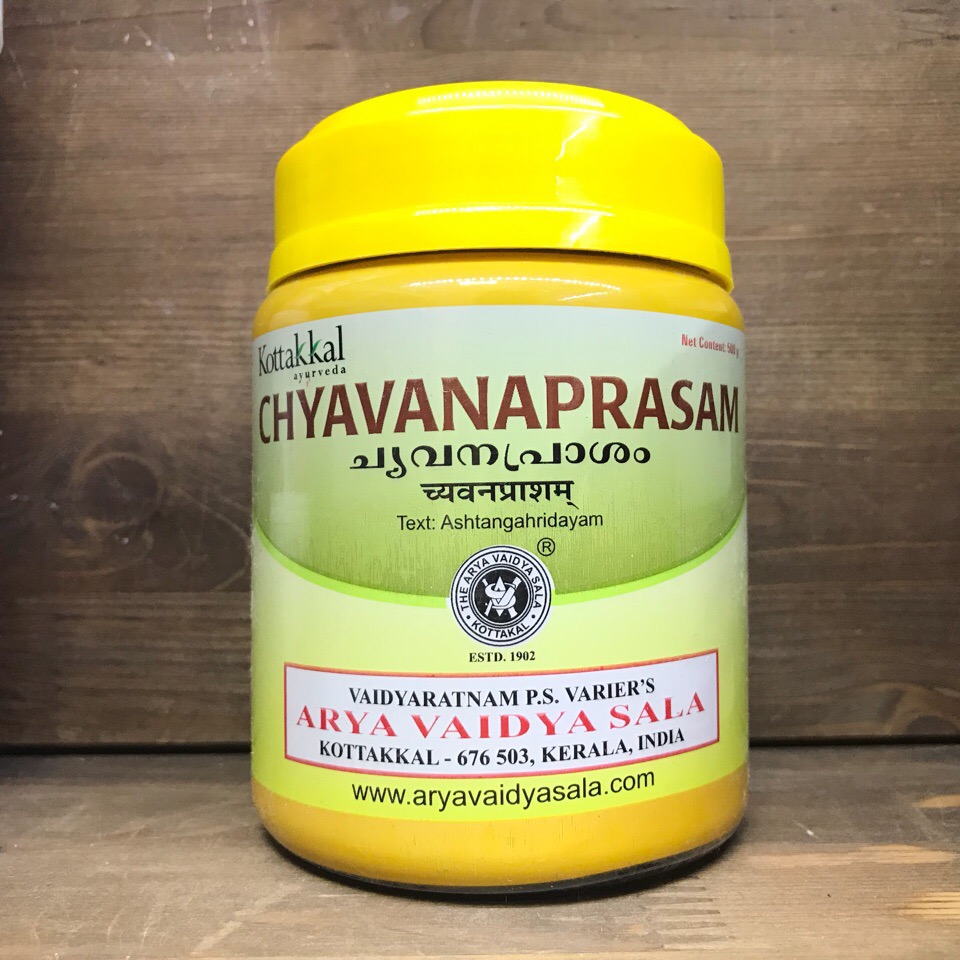 Kottakkal
ayurveda
Net Content: 500 g
CHYAVANAPRASAM
ച്യവനപ്രാശം
च्यवनप्राशम्
Text: Ashtangahridayam
®
THE ARYA VAIDYA SALA
• KOTTAKAL •
ESTD. 1902
VAIDYARATNAM P.S. VARIER'S
ARYA VAIDYA SALA
KOTTAKKAL - 676 503, KERALA, INDIA
www.aryavaidyasala.com